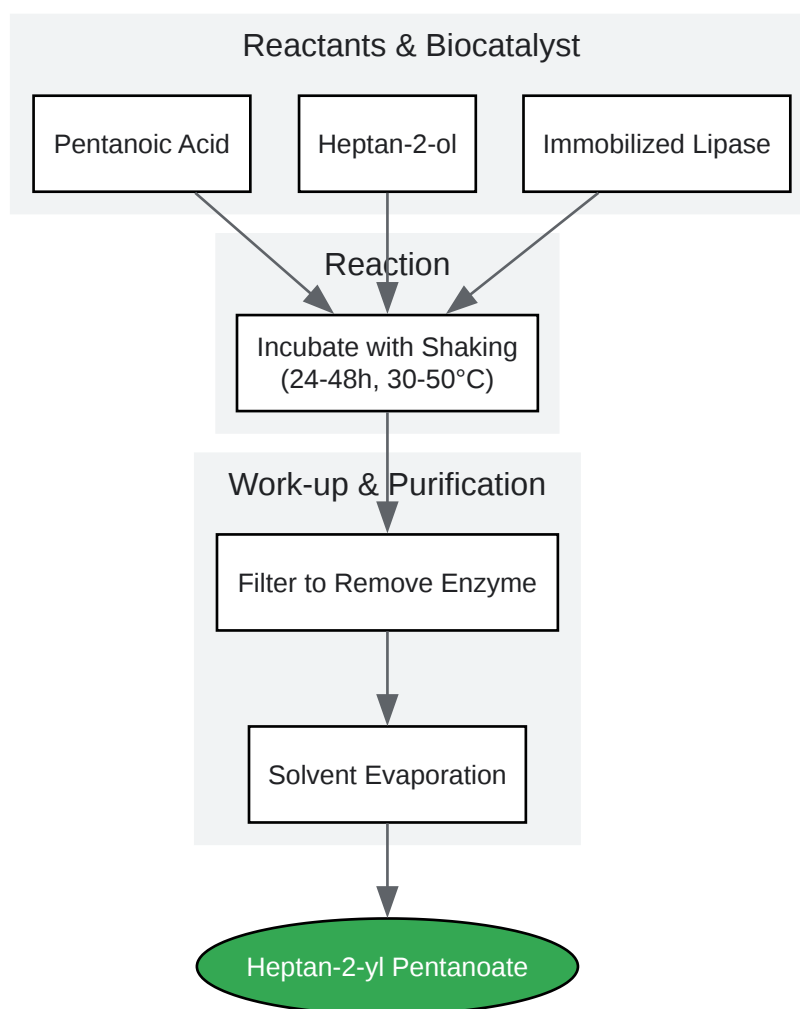 Reactants & Biocatalyst
Pentanoic Acid
Heptan-2-ol
Immobilized Lipase
Reaction
Incubate with Shaking
(24-48h, 30-50°C)
Work-up & Purification
Filter to Remove Enzyme
Solvent Evaporation
Heptan-2-yl Pentanoate